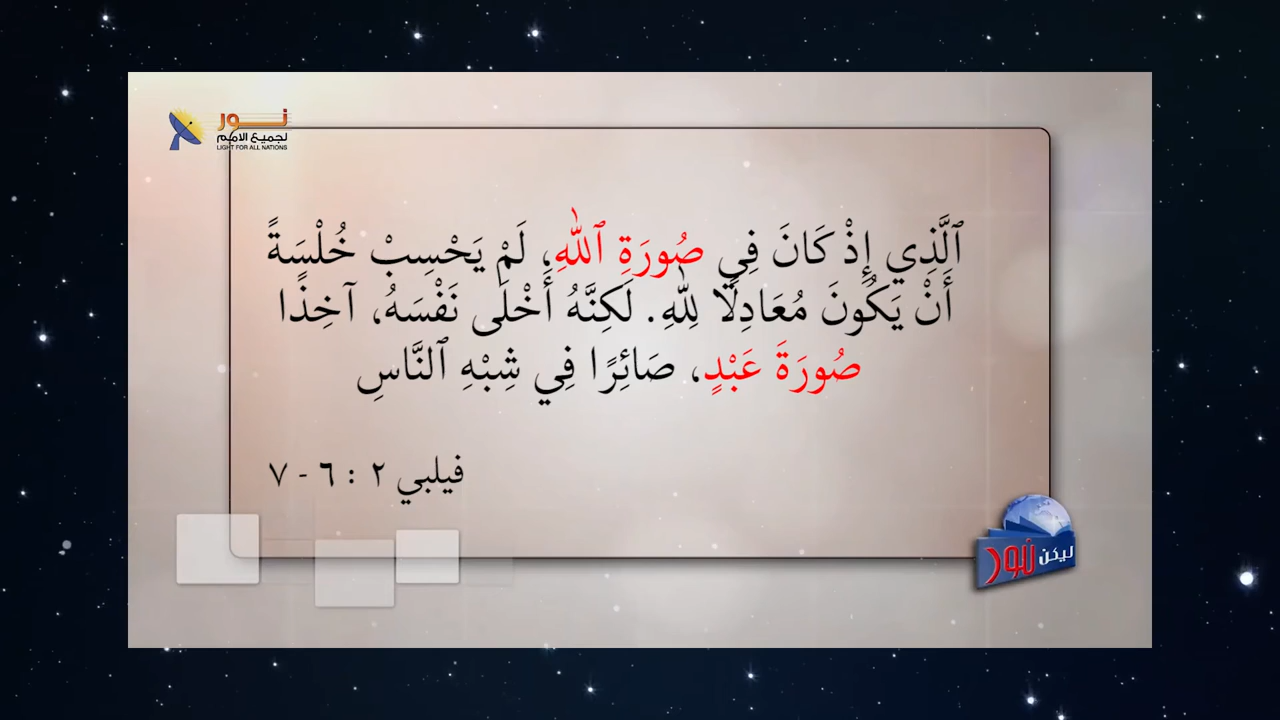 نور
لجميع الامم
LIGHT FOR ALL NATIONS
ٱلَّذِي إِذْ كَانَ فِي صُورَةِ ٱللهِ، لَمْ يَحْسِبْ خُلْسَةً
أَنْ يَكُونَ مُعَادِلًا لِلهِ. لَكِنَّهُ أَخْلَى نَفْسَهُ، آخِذًا
صُورَةَ عَبْدٍ، صَائِرًا فِي شِبْهِ ٱلنَّاسِ
فيلبي ٢ : ٦ - ٧
ليكن نور